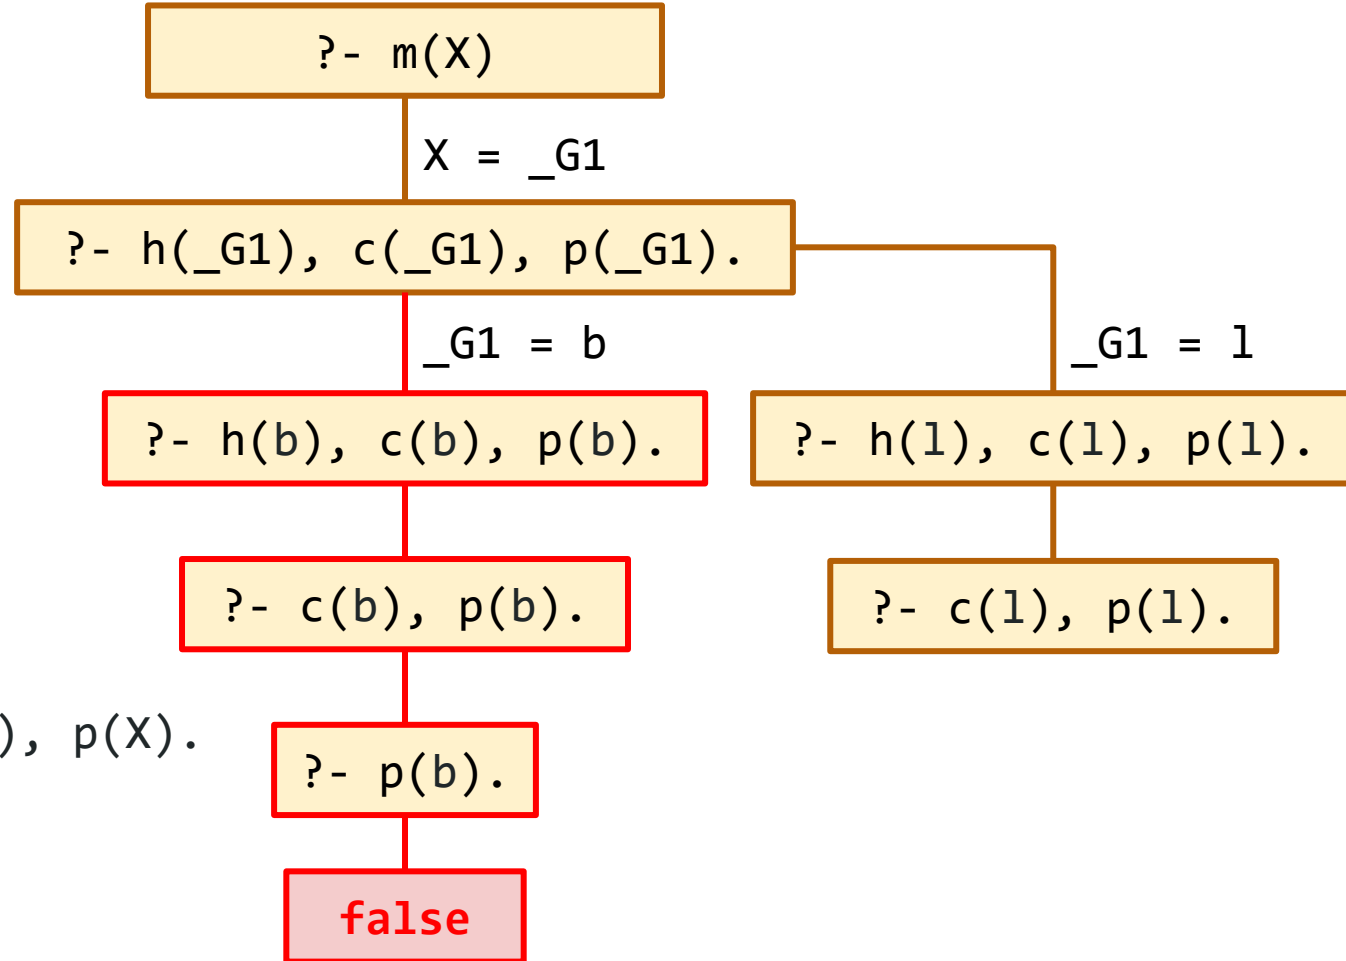 ?- m(X)
X = _G1
?- h(_G1), c(_G1), p(_G1).
_G1 = b
_G1 = l
?- h(b), c(b), p(b).
?- h(l), c(l), p(l).
?- c(b), p(b).
?- c(l), p(l).
), p(X).
?- p(b).
false